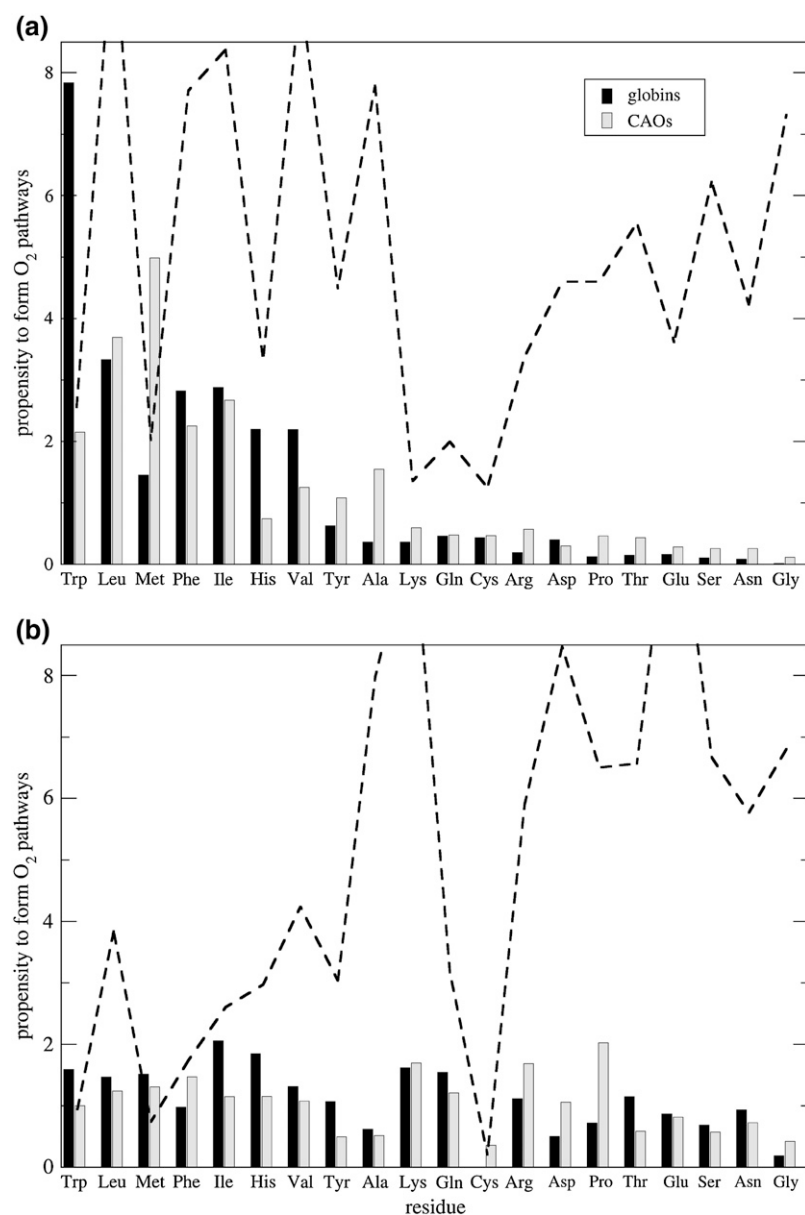 (a)
8
6
4
2
0
propensity to form O2 pathways
globins
CAOs
Trp Leu Met Phe Ile His Val Tyr Ala Lys Gln Cys Arg Asp Pro Thr Glu Ser Asn Gly
(b)
8
6
4
2
0
propensity to form O2 pathways
Trp Leu Met Phe Ile His Val Tyr Ala Lys Gln Cys Arg Asp Pro Thr Glu Ser Asn Gly
residue